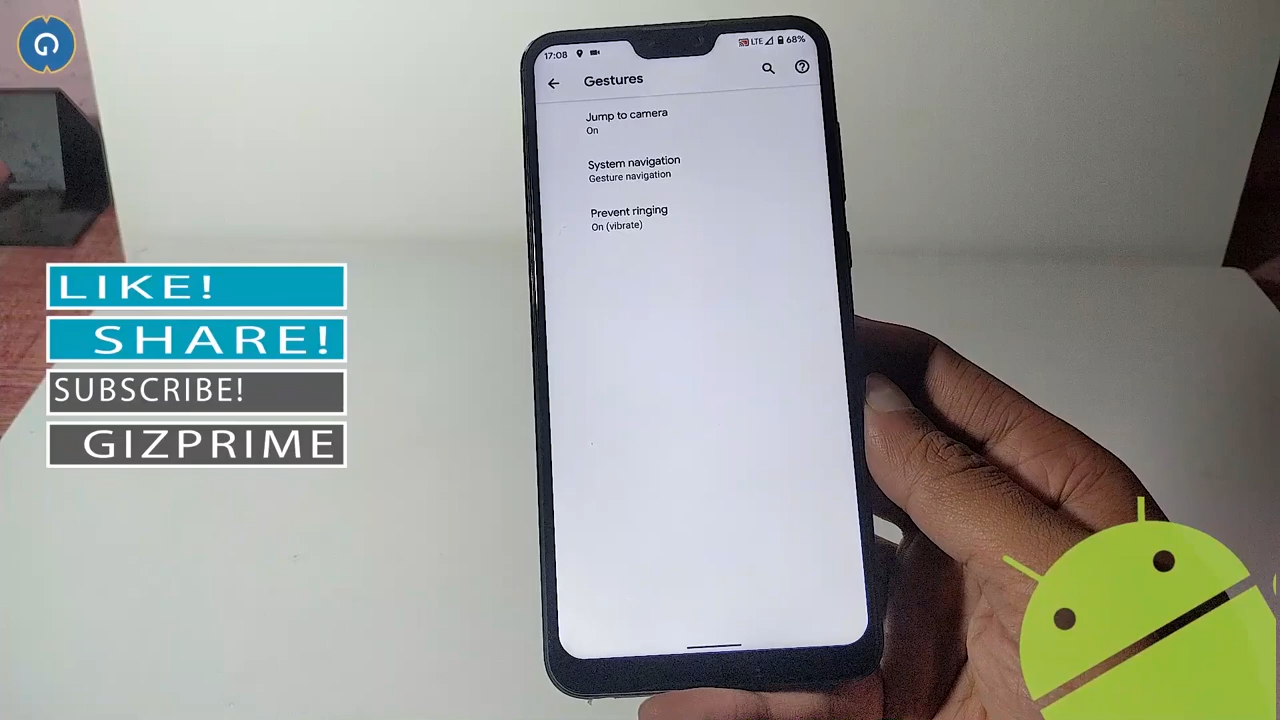 17:08
LTE 68%
Gestures
Jump to camera
On
System navigation
Gesture navigation
Prevent ringing
On (vibrate)
LIKE!
SHARE!
SUBSCRIBE!
GIZPRIME
G